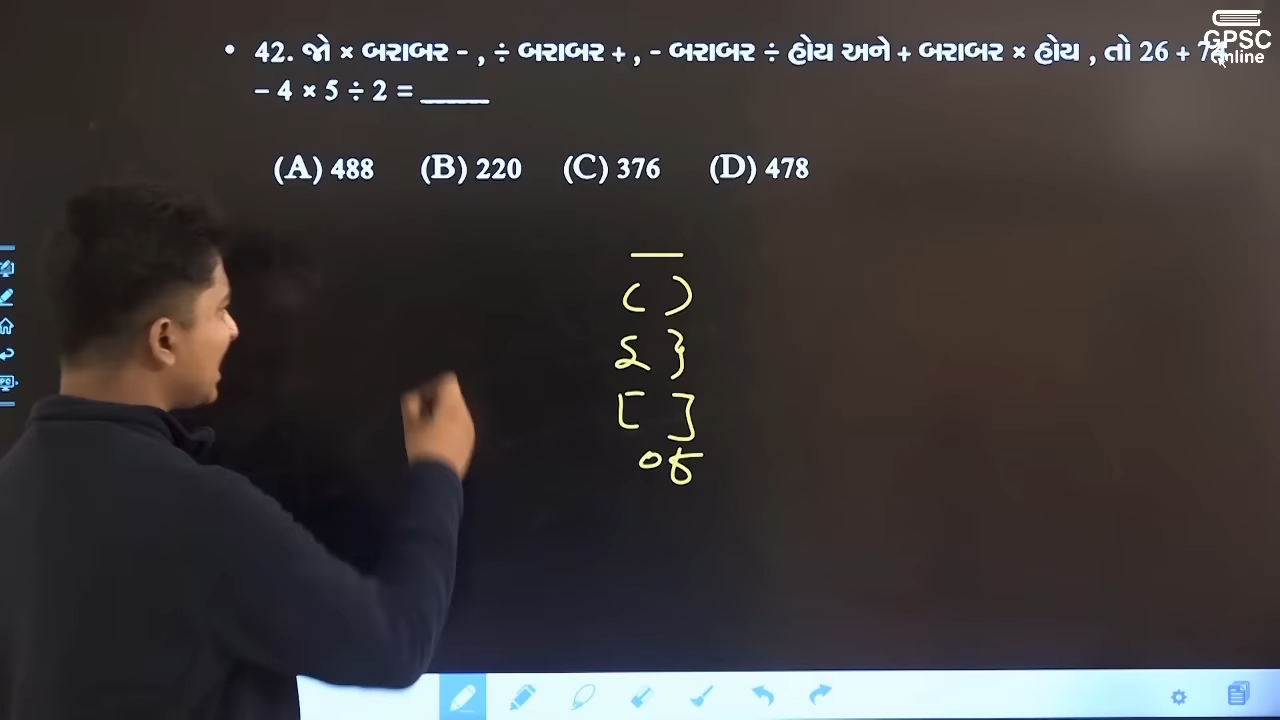 GPSC
Online
• 42. જો × બરાબર - , ÷ બરાબર + , - બરાબર ÷ હોય અને + બરાબર × હોય , તો 26 + 74
– 4 × 5 ÷ 2 = _____
(A) 488 (B) 220 (C) 376 (D) 478
( )
{ }
[ ]
of